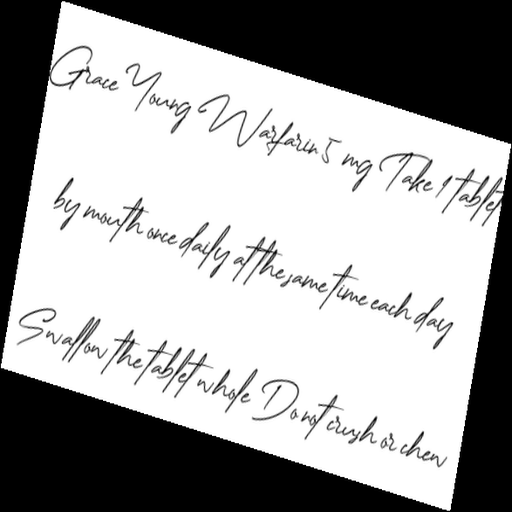 Grace Young Warfarin 5 mg Take 1 tablet
by mouth once daily at the same time each day
Swallow the tablet whole Do not crush or chew